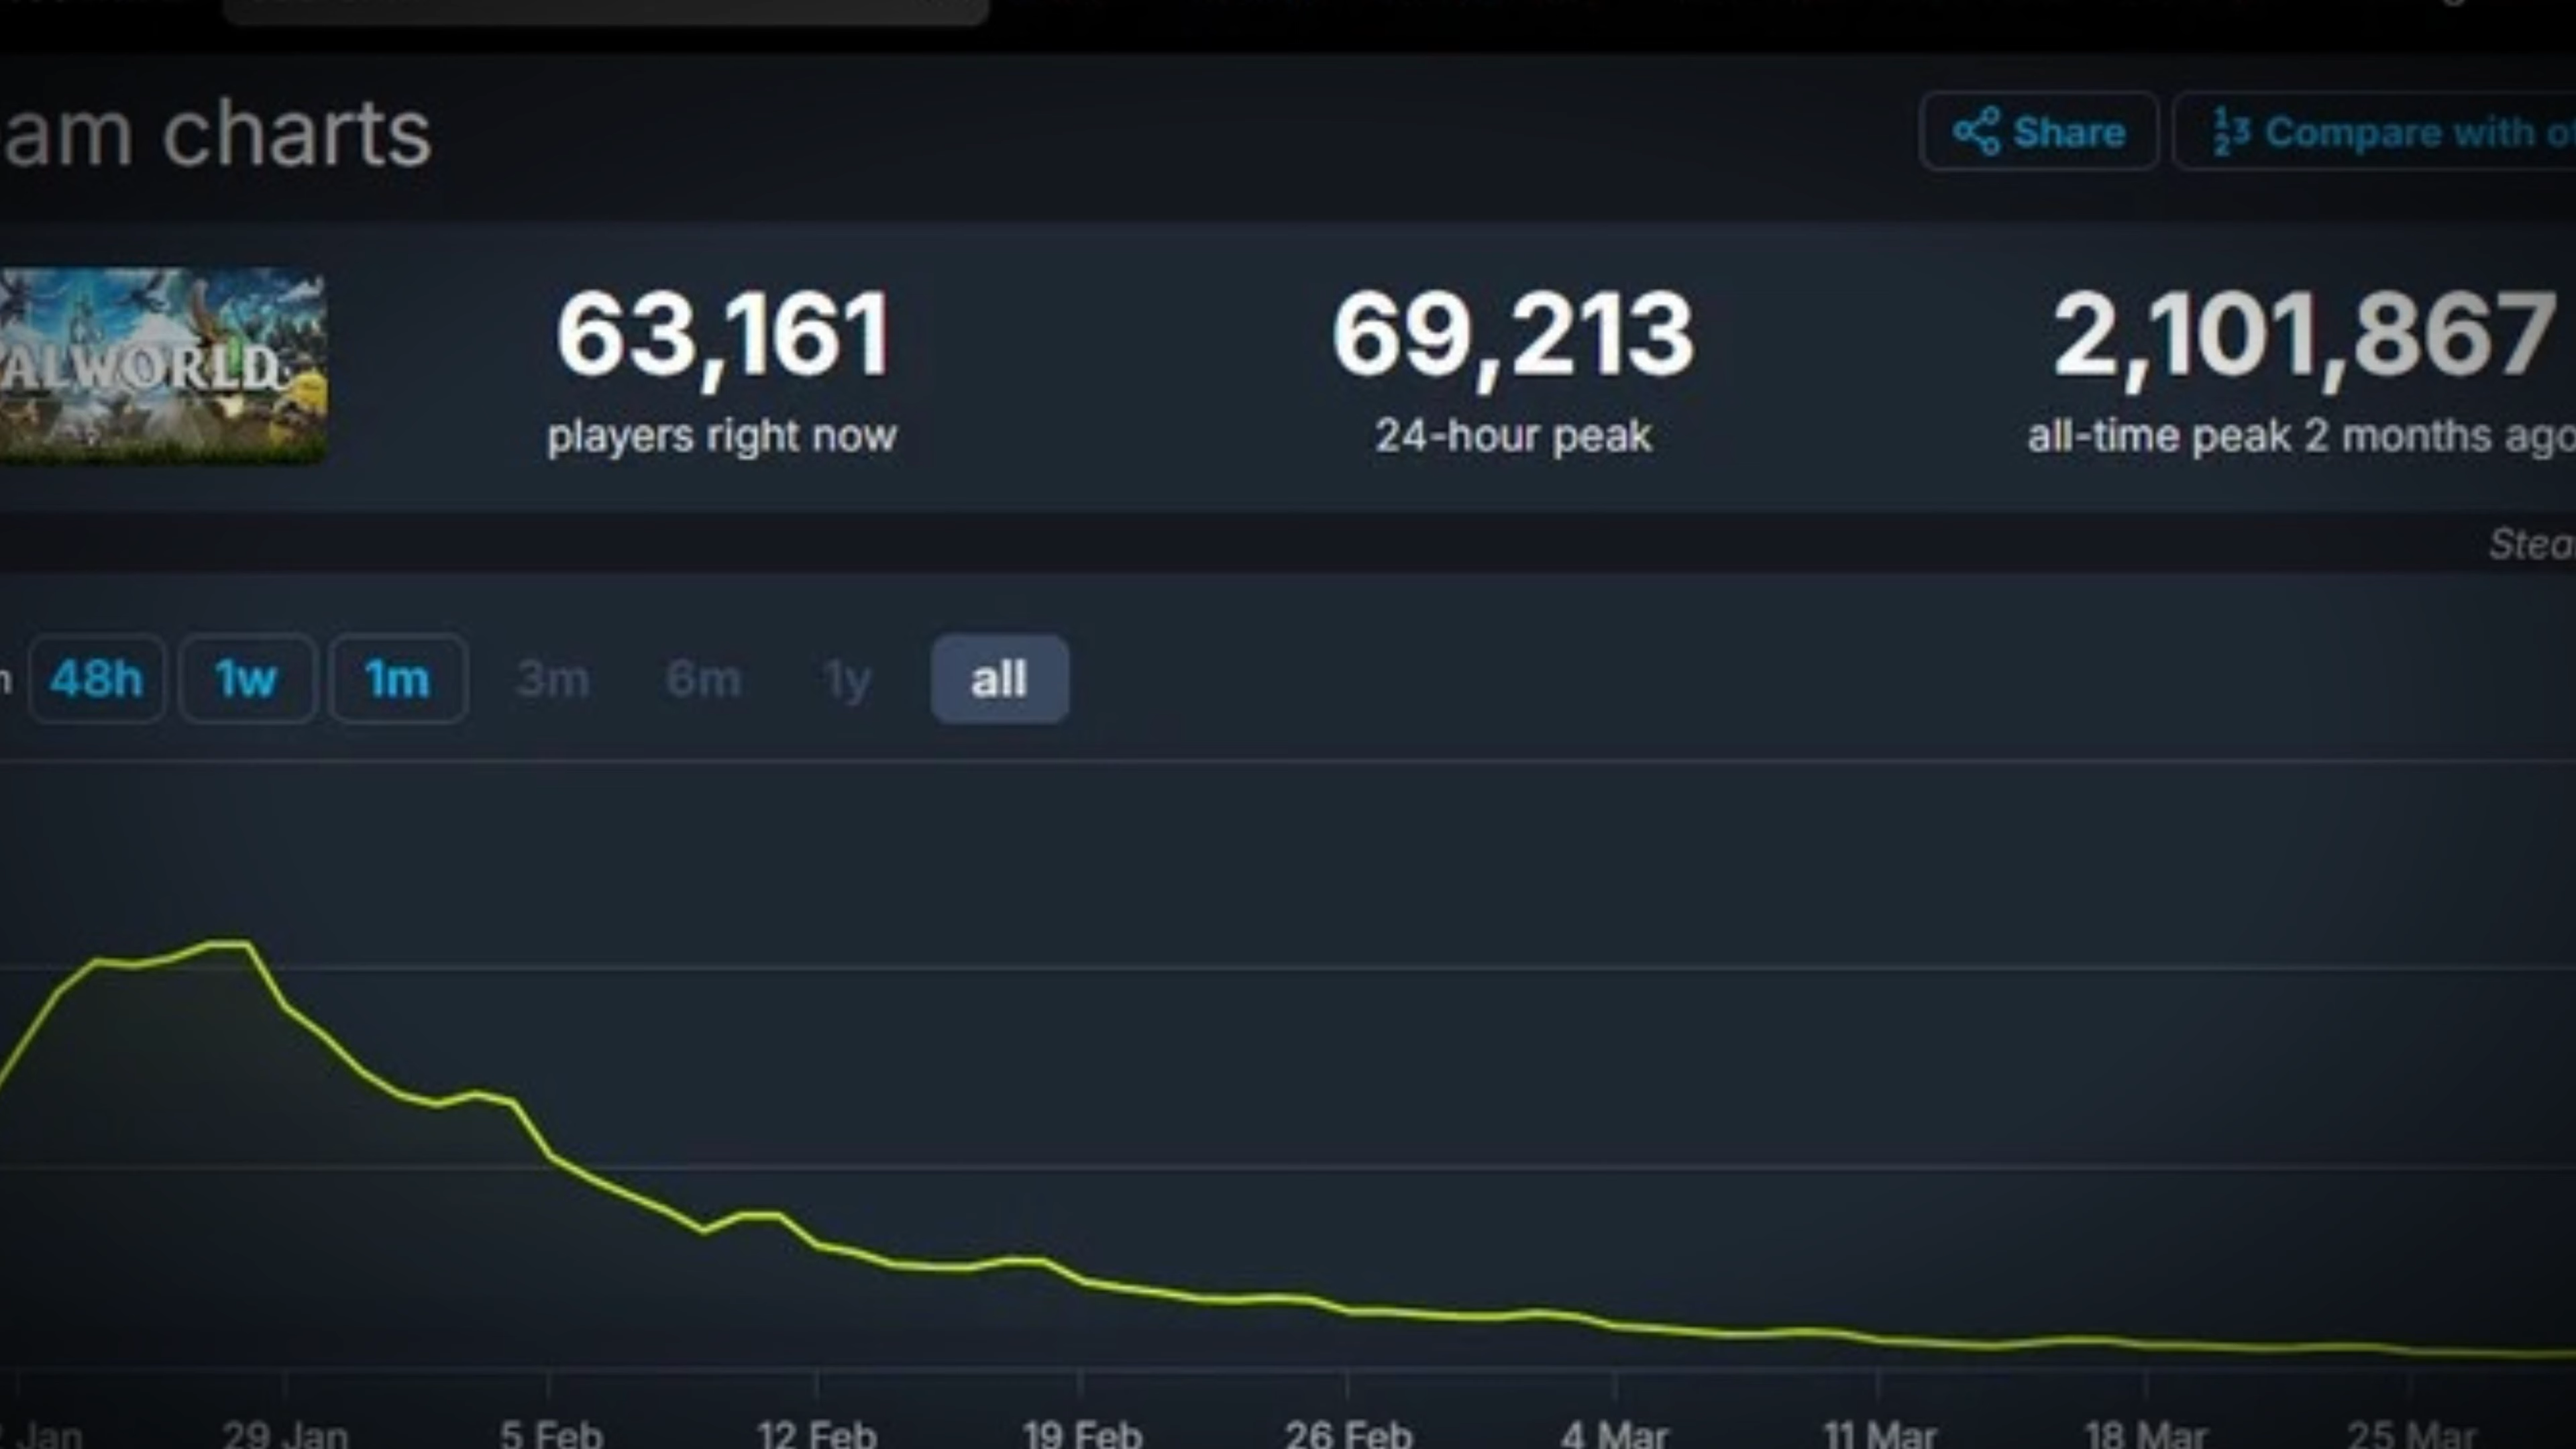 am charts
Share
Compare with o
ALWORLD
63,161
players right now
69,213
24-hour peak
2,101,867
all-time peak 2 months ago
Stea
48h 1w 1m 3m 6m 1y all
Jan 29 Jan 5 Feb 12 Feb 19 Feb 26 Feb 4 Mar 11 Mar 18 Mar 25 Mar